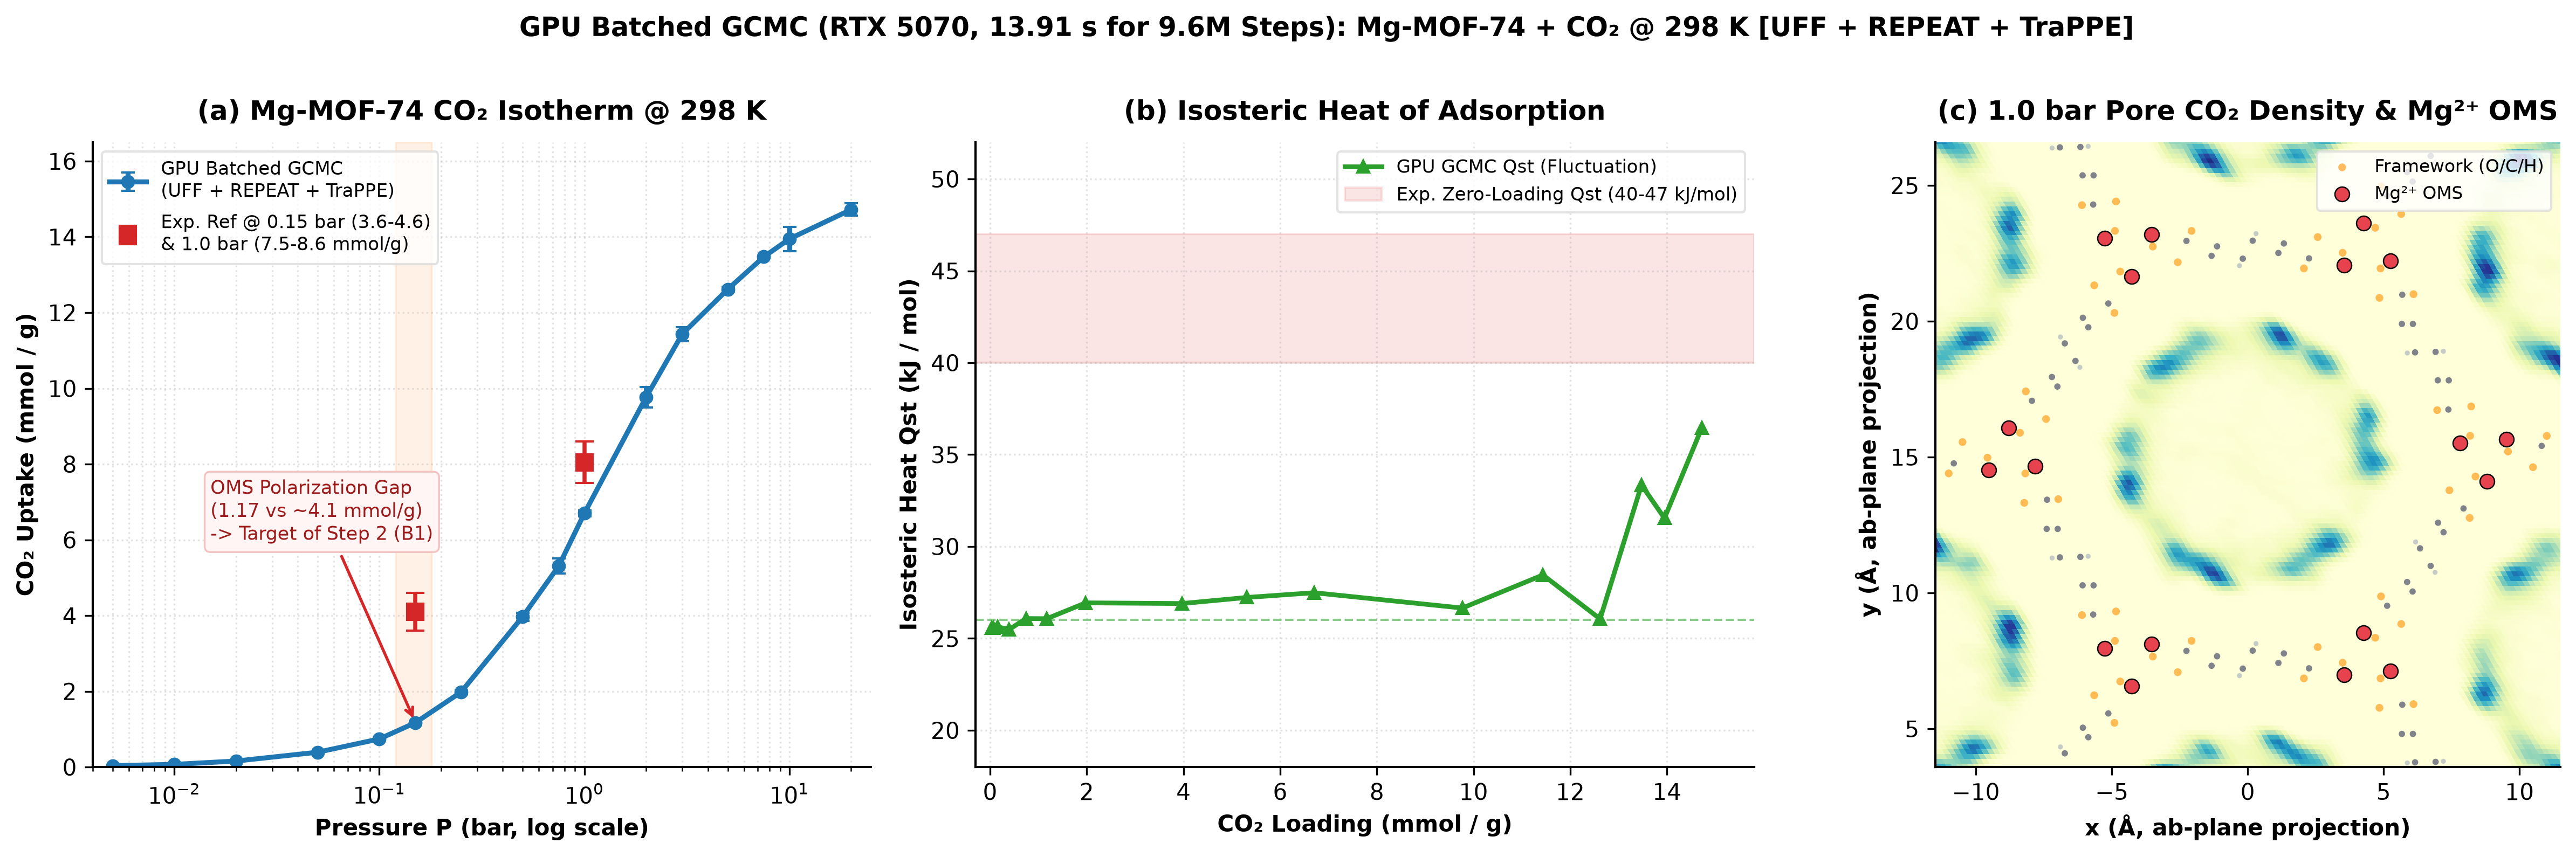 GPU Batched GCMC (RTX 5070, 13.91 s for 9.6M Steps): Mg-MOF-74 + CO₂ @ 298 K [UFF + REPEAT + TraPPE]
(a) Mg-MOF-74 CO₂ Isotherm @ 298 K
GPU Batched GCMC
(UFF + REPEAT + TraPPE)
Exp. Ref @ 0.15 bar (3.6-4.6)
& 1.0 bar (7.5-8.6 mmol/g)
OMS Polarization Gap
(1.17 vs ~4.1 mmol/g)
-> Target of Step 2 (B1)
CO₂ Uptake (mmol / g)
16
14
12
10
8
6
4
2
0
10⁻² 10⁻¹ 10⁰ 10¹
Pressure P (bar, log scale)
(b) Isosteric Heat of Adsorption
GPU GCMC Qst (Fluctuation)
Exp. Zero-Loading Qst (40-47 kJ/mol)
Isosteric Heat Qst (kJ / mol)
50
45
40
35
30
25
20
0 2 4 6 8 10 12 14
CO₂ Loading (mmol / g)
(c) 1.0 bar Pore CO₂ Density & Mg²⁺ OMS
Framework (O/C/H)
Mg²⁺ OMS
y (Å, ab-plane projection)
25
20
15
10
5
−10 −5 0 5 10
x (Å, ab-plane projection)